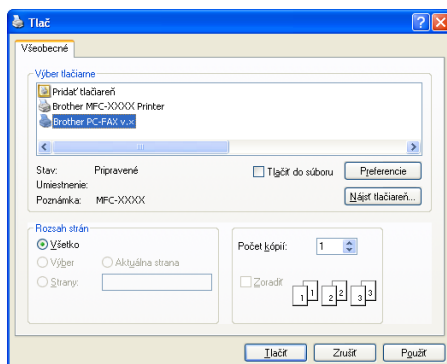 Tlač
Všeobecné
Výber tlačiarne
Pridať tlačiareň
Brother MFC-XXXX Printer
Brother PC-FAX v.×
Stav: Pripravené
Umiestnenie:
Poznámka: MFC-XXXX
Tlačiť do súboru
Preferencie
Nájsť tlačiareň...
Rozsah strán
Všetko
Výber Aktuálna strana
Strany:
Počet kópií: 1
Zoradiť
1 1 2 2 3 3
Tlačiť Zrušiť Použiť